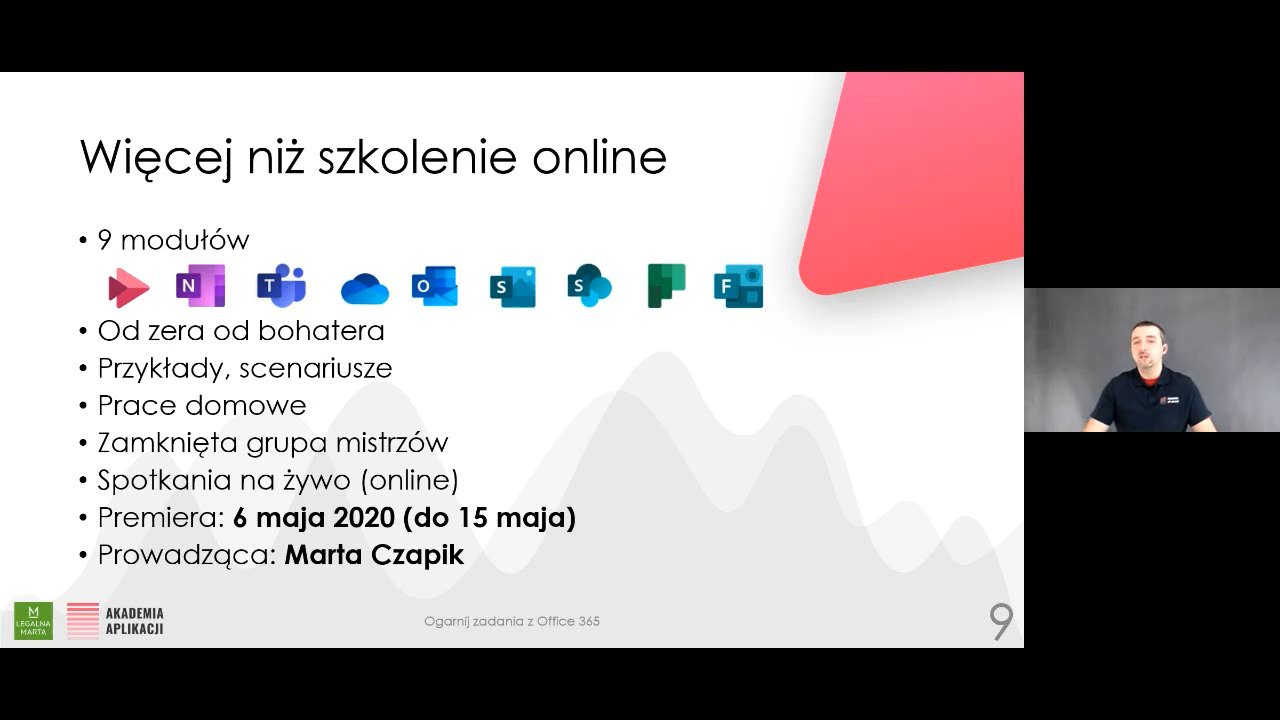 Więcej niż szkolenie online
• 9 modułów
N T O S S F
• Od zera od bohatera
• Przykłady, scenariusze
• Prace domowe
• Zamknięta grupa mistrzów
• Spotkania na żywo (online)
• Premiera: 6 maja 2020 (do 15 maja)
• Prowadząca: Marta Czapik
M
LEGALNA
MARTA
AKADEMIA
APLIKACJI
Ogarnij zadania z Office 365
9